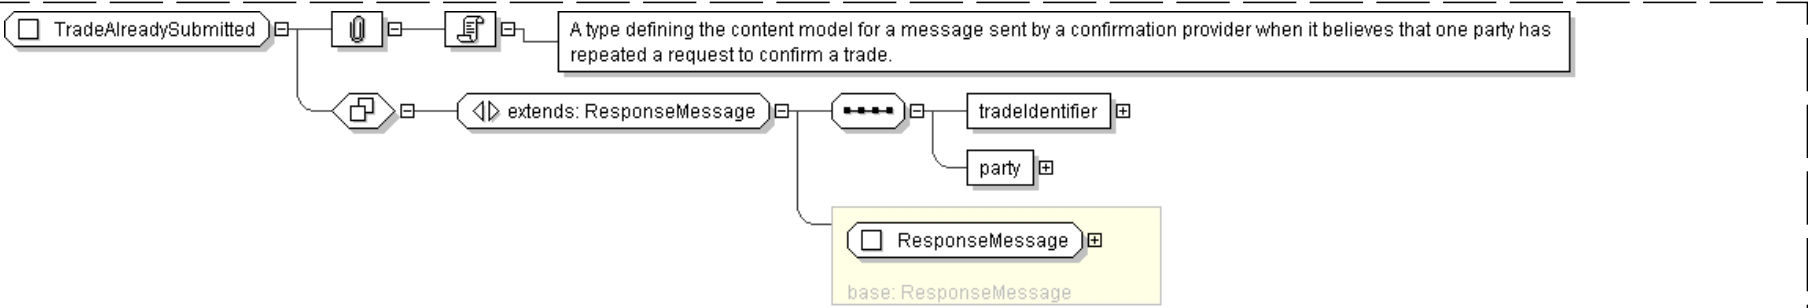 TradeAlreadySubmitted
A type defining the content model for a message sent by a confirmation provider when it believes that one party has
repeated a request to confirm a trade.
extends: ResponseMessage
tradeIdentifier
party
ResponseMessage
base: ResponseMessage